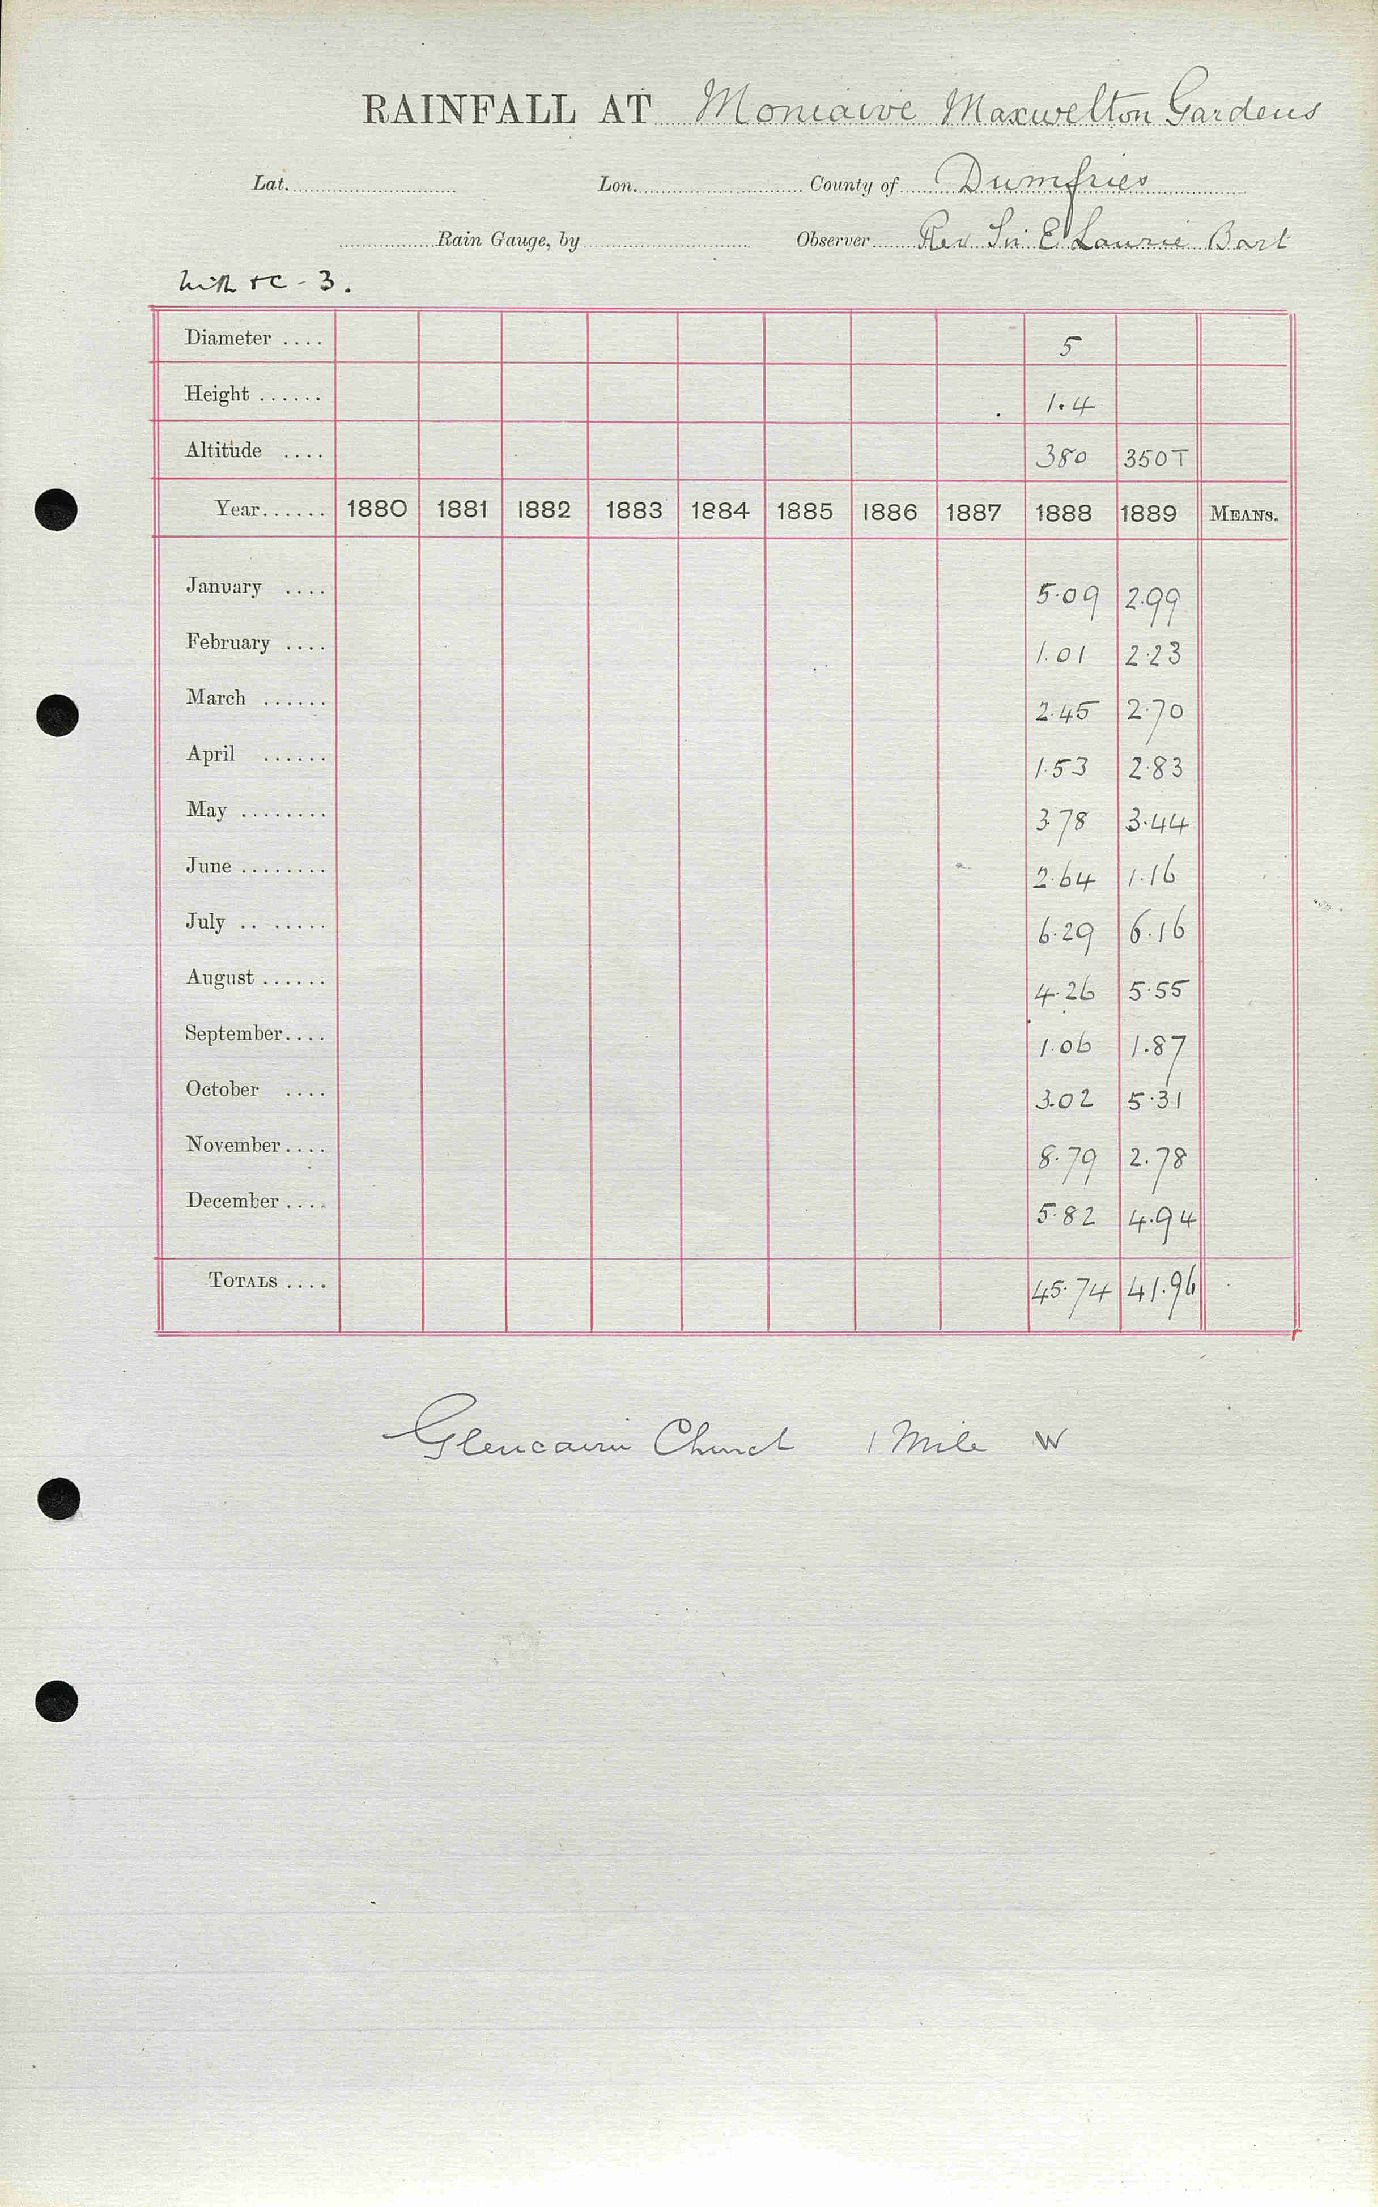 RAINFALL AT Moniaive Maxwelton Gardens
Lat. Lon. County of Dumfries
Rain Gauge, by Observer Rev Sir E Laurie Bart
3.
Diameter .... 5
Height ...... 1.4
Altitude .... 380 350T
Year...... 1880 1881 1882 1883 1884 1885 1886 1887 1888 1889 MEANS.
January .... 5.09 2.99
February .... 1.01 2.23
March ...... 2.45 2.70
April ...... 1.53 2.83
May ........ 3.78 3.44
June ........ 2.64 1.16
July .. ..... 6.29 6.16
August ...... 4.26 5.55
September.... 1.06 1.87
October .... 3.02 5.31
November.... 8.79 2.78
December .... 5.82 4.94
TOTALS .... 45.74 41.96
Glencairn Church 1 Mile W